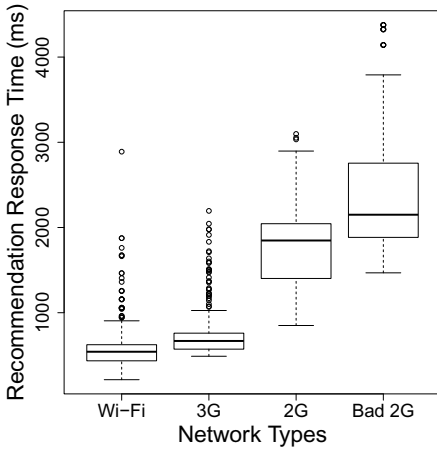 Recommendation Response Time (ms)
4000
3000
2000
1000
Wi−Fi 3G 2G Bad 2G
Network Types